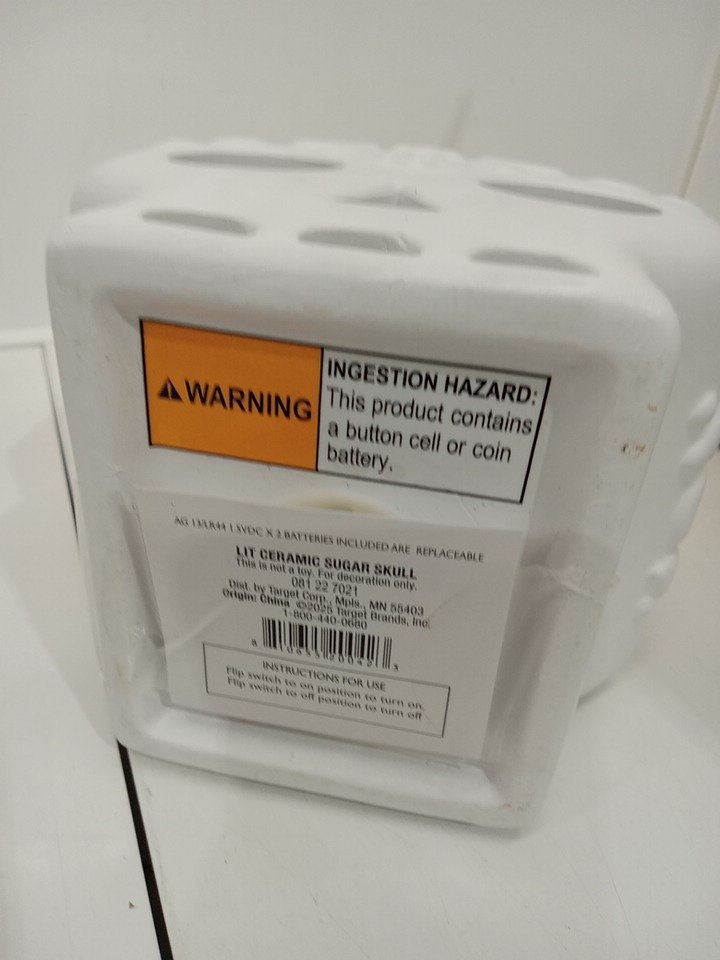 WARNING
INGESTION HAZARD:
This product contains
a button cell or coin
battery.
AG 13/LR44 1.5VDC X 2 BATTERIES INCLUDED ARE REPLACEABLE
LIT CERAMIC SUGAR SKULL
This is not a toy. For decoration only.
081 22 7021
Dist. by Target Corp., Mpls., MN 55403
Origin: China ©2025 Target Brands, Inc.
1-800-440-0680
INSTRUCTIONS FOR USE
Flip switch to on position to turn on.
Flip switch to off position to turn off